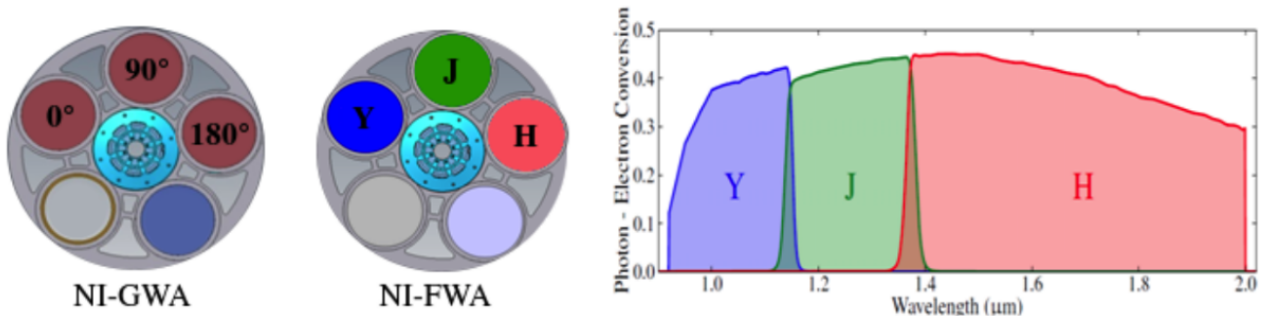 90°
0°
180°
NI-GWA
J
Y
H
NI-FWA
Photon - Electron Conversion
0.5
0.4
0.3
0.2
0.1
0.0
Y
J
H
1.0
1.2
1.4
1.6
1.8
2.0
Wavelength (μm)